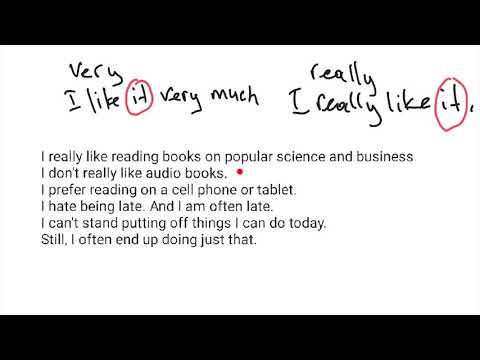 very
I like it very much
really
I really like it.
I really like reading books on popular science and business
I don't really like audio books.
I prefer reading on a cell phone or tablet.
I hate being late. And I am often late.
I can't stand putting off things I can do today.
Still, I often end up doing just that.